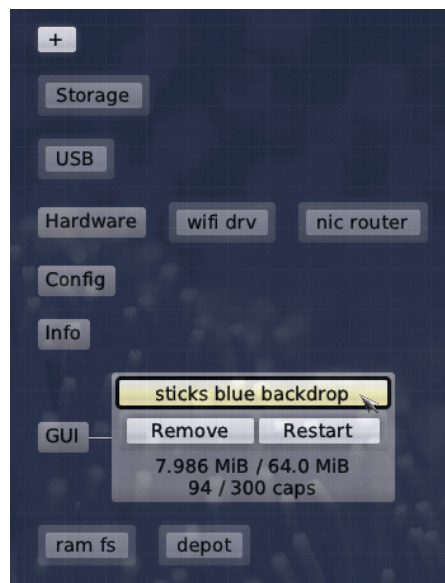 +
Storage
USB
Hardware wifi drv nic router
Config
Info
sticks blue backdrop
GUI Remove Restart
7.986 MiB / 64.0 MiB
94 / 300 caps
ram fs depot